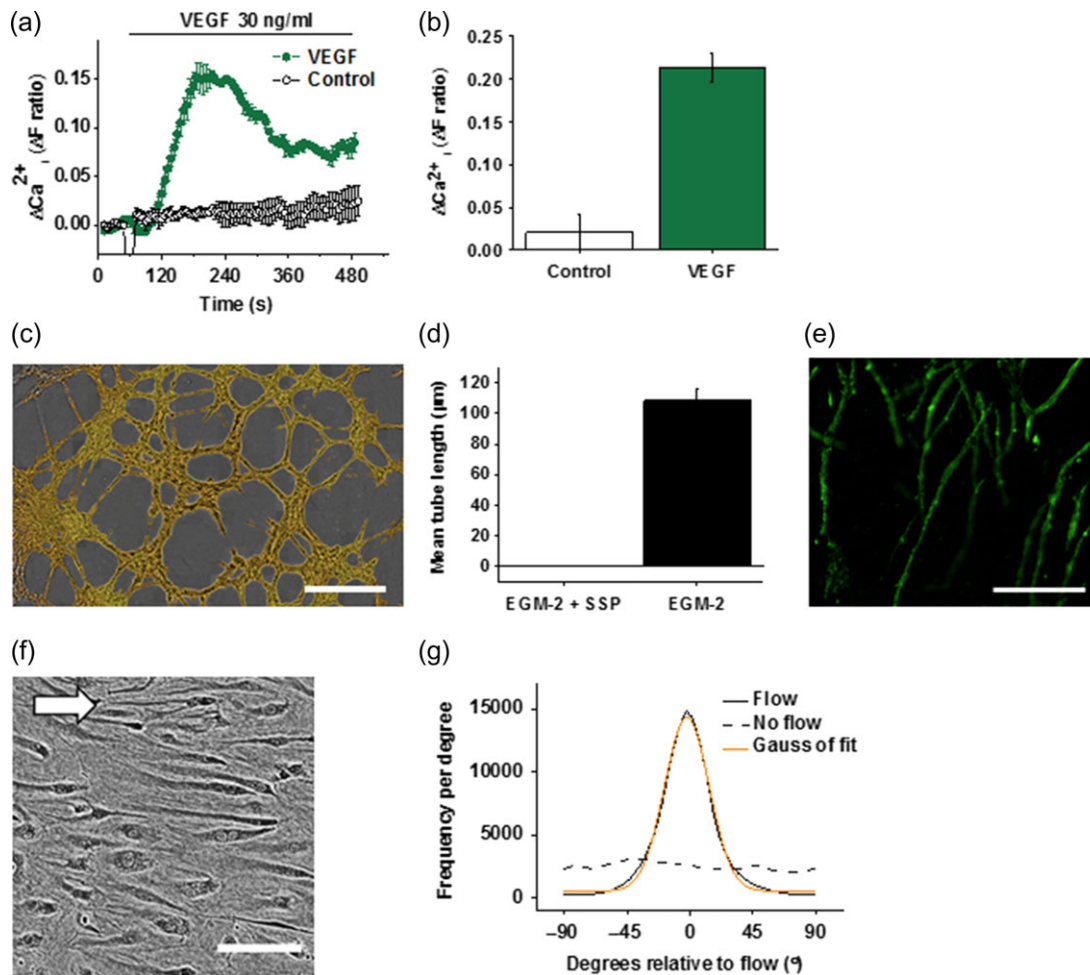 (a)
VEGF 30 ng/ml
VEGF
Control
0.15
0.10
0.05
0.00
ΔCa²⁺ᵢ (ΔF ratio)
120
240
360
480
Time (s)
(b)
0.25
0.20
0.15
0.10
0.05
0.00
ΔCa²⁺ᵢ (ΔF ratio)
Control
VEGF
(c)
(d)
120
100
80
60
40
20
0
Mean tube length (µm)
EGM-2 + SSP
EGM-2
(e)
(f)
(g)
Flow
No flow
Gauss of fit
15000
10000
5000
0
Frequency per degree
−90
−45
0
45
90
Degrees relative to flow (°)